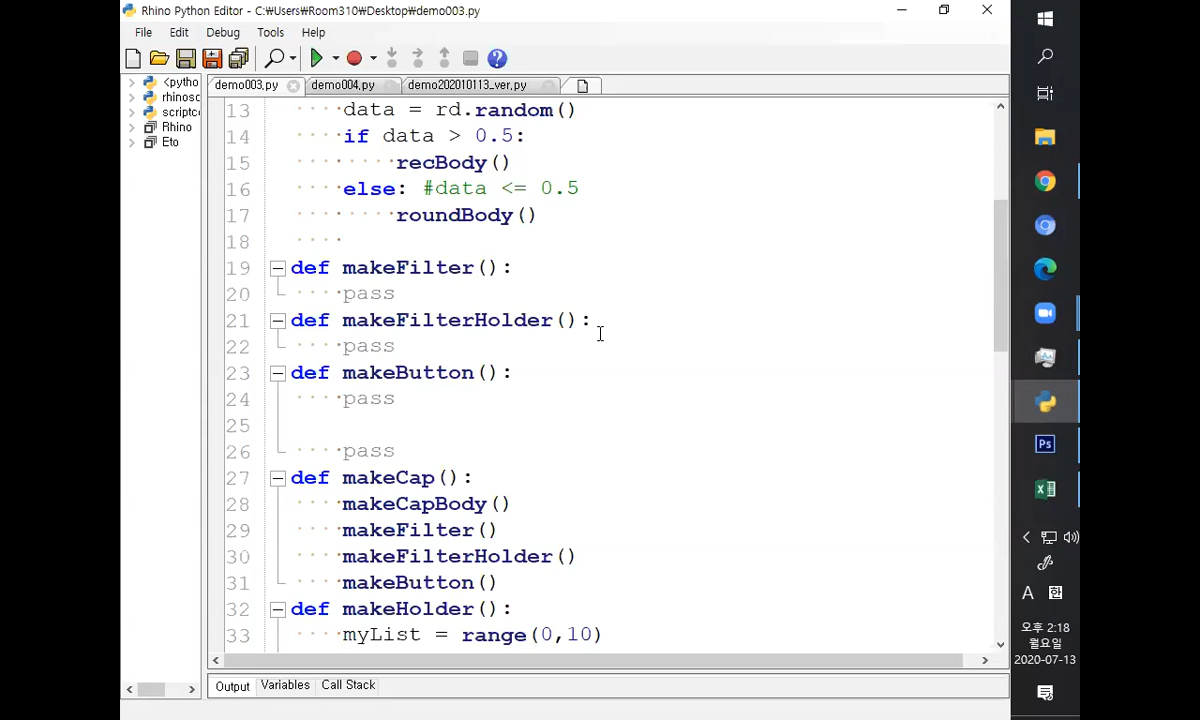 Rhino Python Editor - C:₩Users₩Room310₩Desktop₩demo003.py
File Edit Debug Tools Help
demo003.py demo004.py demo202010113_ver,py
<pytho
rhinosc
scriptcc
Rhino
Eto
13 data = rd.random()
14 if data > 0.5:
15 recBody()
16 else: #data <= 0.5
17 roundBody()
18
19 def makeFilter():
20 pass
21 def makeFilterHolder():
22 pass
23 def makeButton():
24 pass
25
26 pass
27 def makeCap():
28 makeCapBody()
29 makeFilter()
30 makeFilterHolder()
31 makeButton()
32 def makeHolder():
33 myList = range(0,10)
Output Variables Call Stack
Ps
A
오후 2:18
월요일
2020-07-13